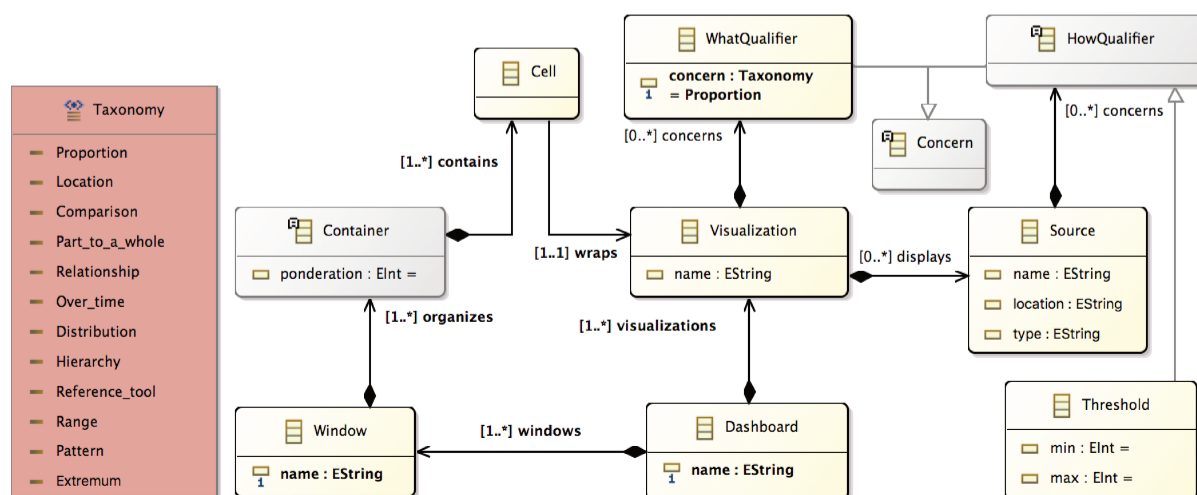 WhatQualifier
concern : Taxonomy
= Proportion
1
HowQualifier
Cell
Taxonomy
Proportion
Location
Comparison
Part_to_a_whole
Relationship
Over_time
Distribution
Hierarchy
Reference_tool
Range
Pattern
Extremum
[0..*] concerns
[0..*] concerns
Concern
[1..*] contains
Container
ponderation : EInt =
[1..1] wraps
Visualization
name : EString
[0..*] displays
Source
name : EString
location : EString
type : EString
[1..*] organizes
[1..*] visualizations
Window
name : EString
1
[1..*] windows
Dashboard
name : EString
1
Threshold
min : EInt =
max : EInt =